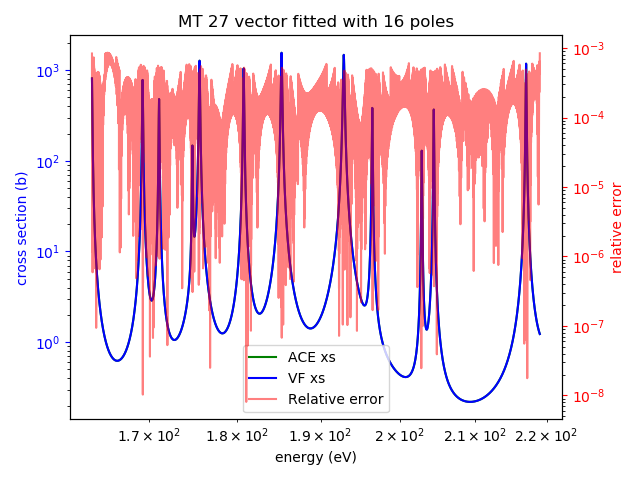 MT 27 vector fitted with 16 poles
cross section (b)
10³
10²
10¹
10⁰
10⁻³
10⁻⁴
10⁻⁵
10⁻⁶
10⁻⁷
10⁻⁸
relative error
ACE xs
VF xs
Relative error
1.7 × 10² 1.8 × 10² 1.9 × 10² 2 × 10² 2.1 × 10² 2.2 × 10²
energy (eV)